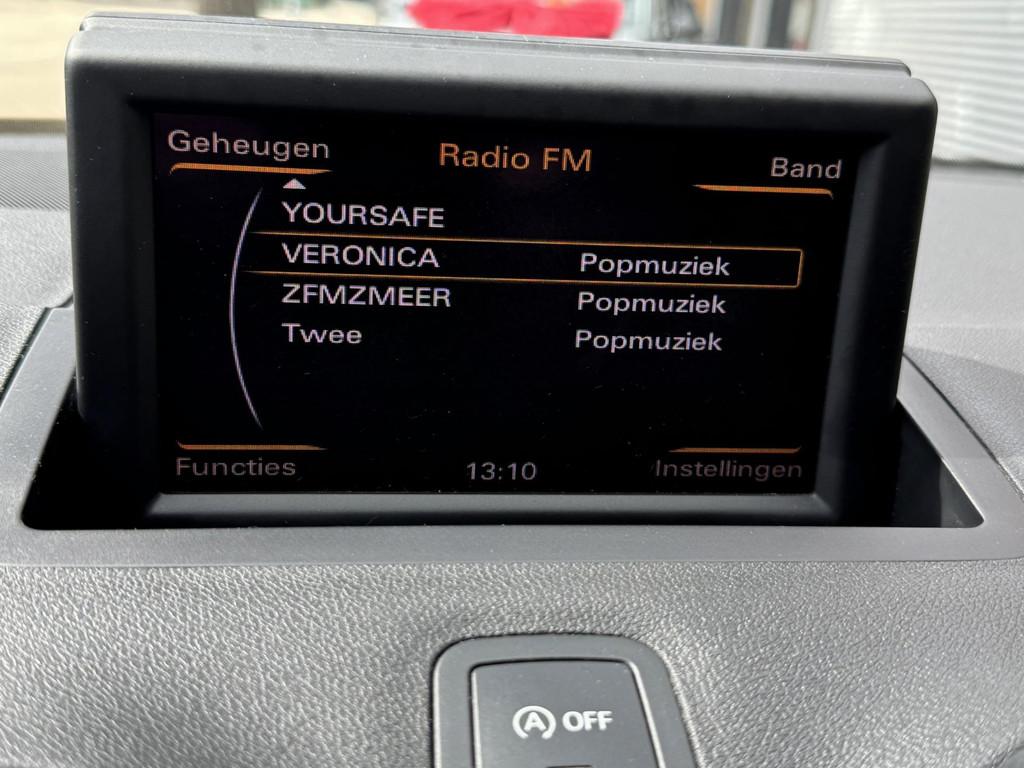 Geheugen
Radio FM
Band
YOURSAFE
VERONICA Popmuziek
ZFMZMEER Popmuziek
Twee Popmuziek
Functies
13:10
Instellingen
A OFF